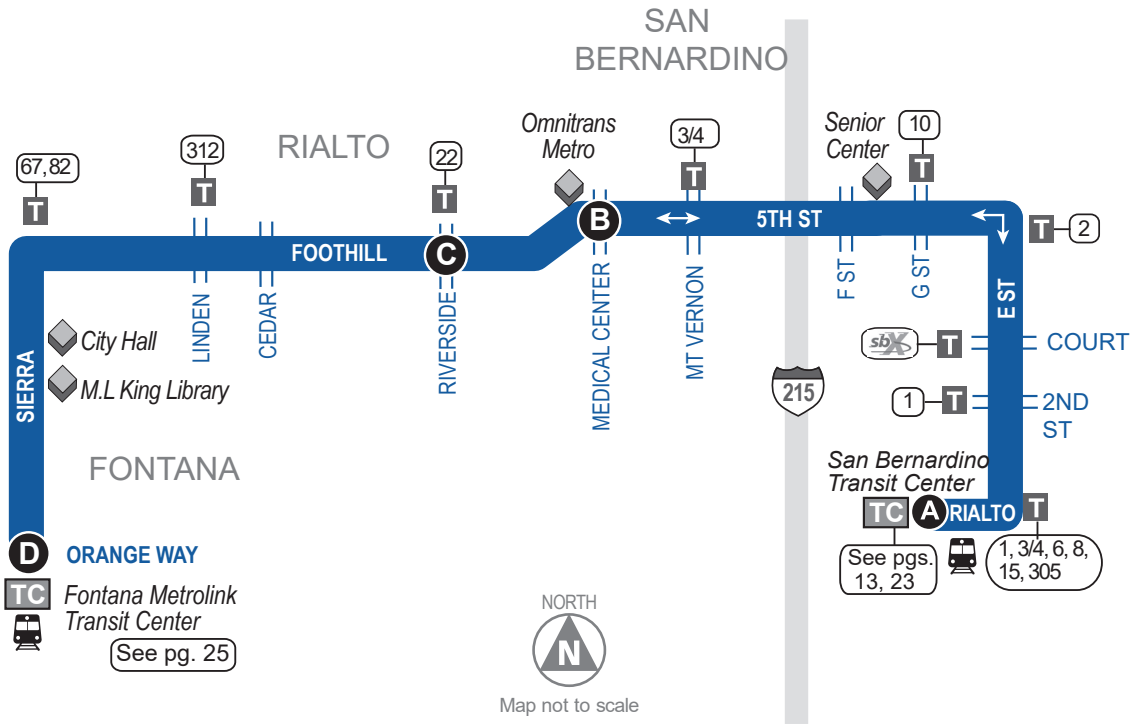 SAN
BERNARDINO
RIALTO
67, 82
T
312
T
22
T
Omnitrans
Metro
3/4
T
Senior
Center
10
T
FOOTHILL
C
B
5TH ST
T
2
LINDEN
CEDAR
RIVERSIDE
MEDICAL CENTER
MT VERNON
F ST
G ST
E ST
SIERRA
City Hall
M.L King Library
215
sbX
T
COURT
1
T
2ND
ST
FONTANA
San Bernardino
Transit Center
TC
A
RIALTO
T
See pgs.
13, 23
1, 3/4, 6, 8,
15, 305
D
ORANGE WAY
TC
Fontana Metrolink
Transit Center
See pg. 25
NORTH
N
Map not to scale